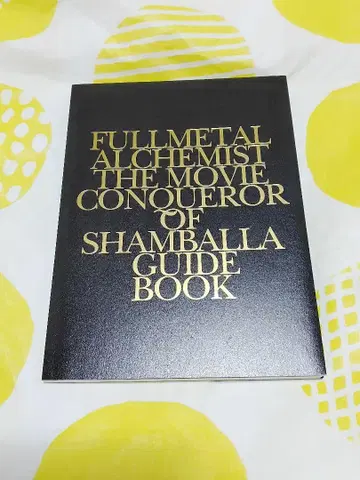 FULLMETAL
ALCHEMIST
THE MOVIE
CONQUEROR
OF
SHAMBALLA
GUIDE
BOOK